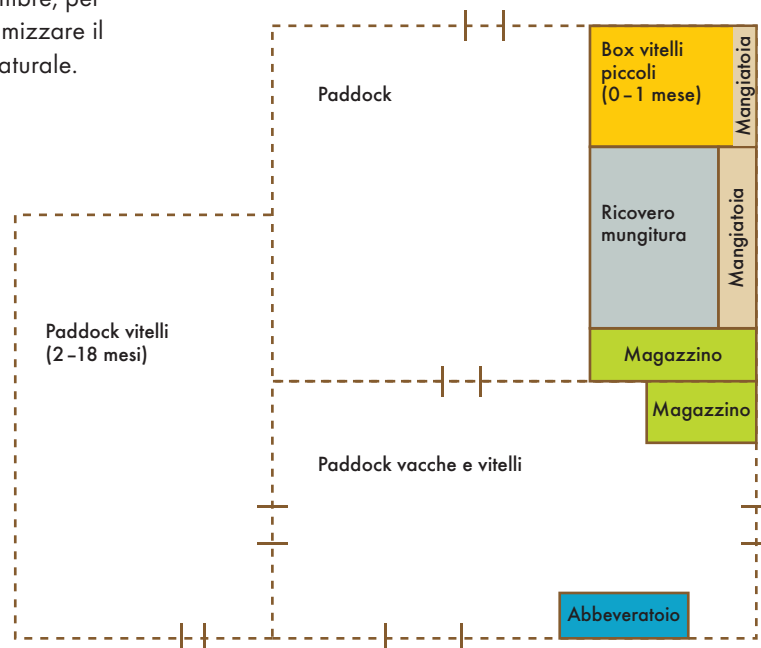 mizzare il
aturale.
Paddock
Box vitelli
piccoli
(0–1 mese)
Mangiatoia
Ricovero
mungitura
Mangiatoia
Paddock vitelli
(2–18 mesi)
Magazzino
Magazzino
Paddock vacche e vitelli
Abbeveratoio